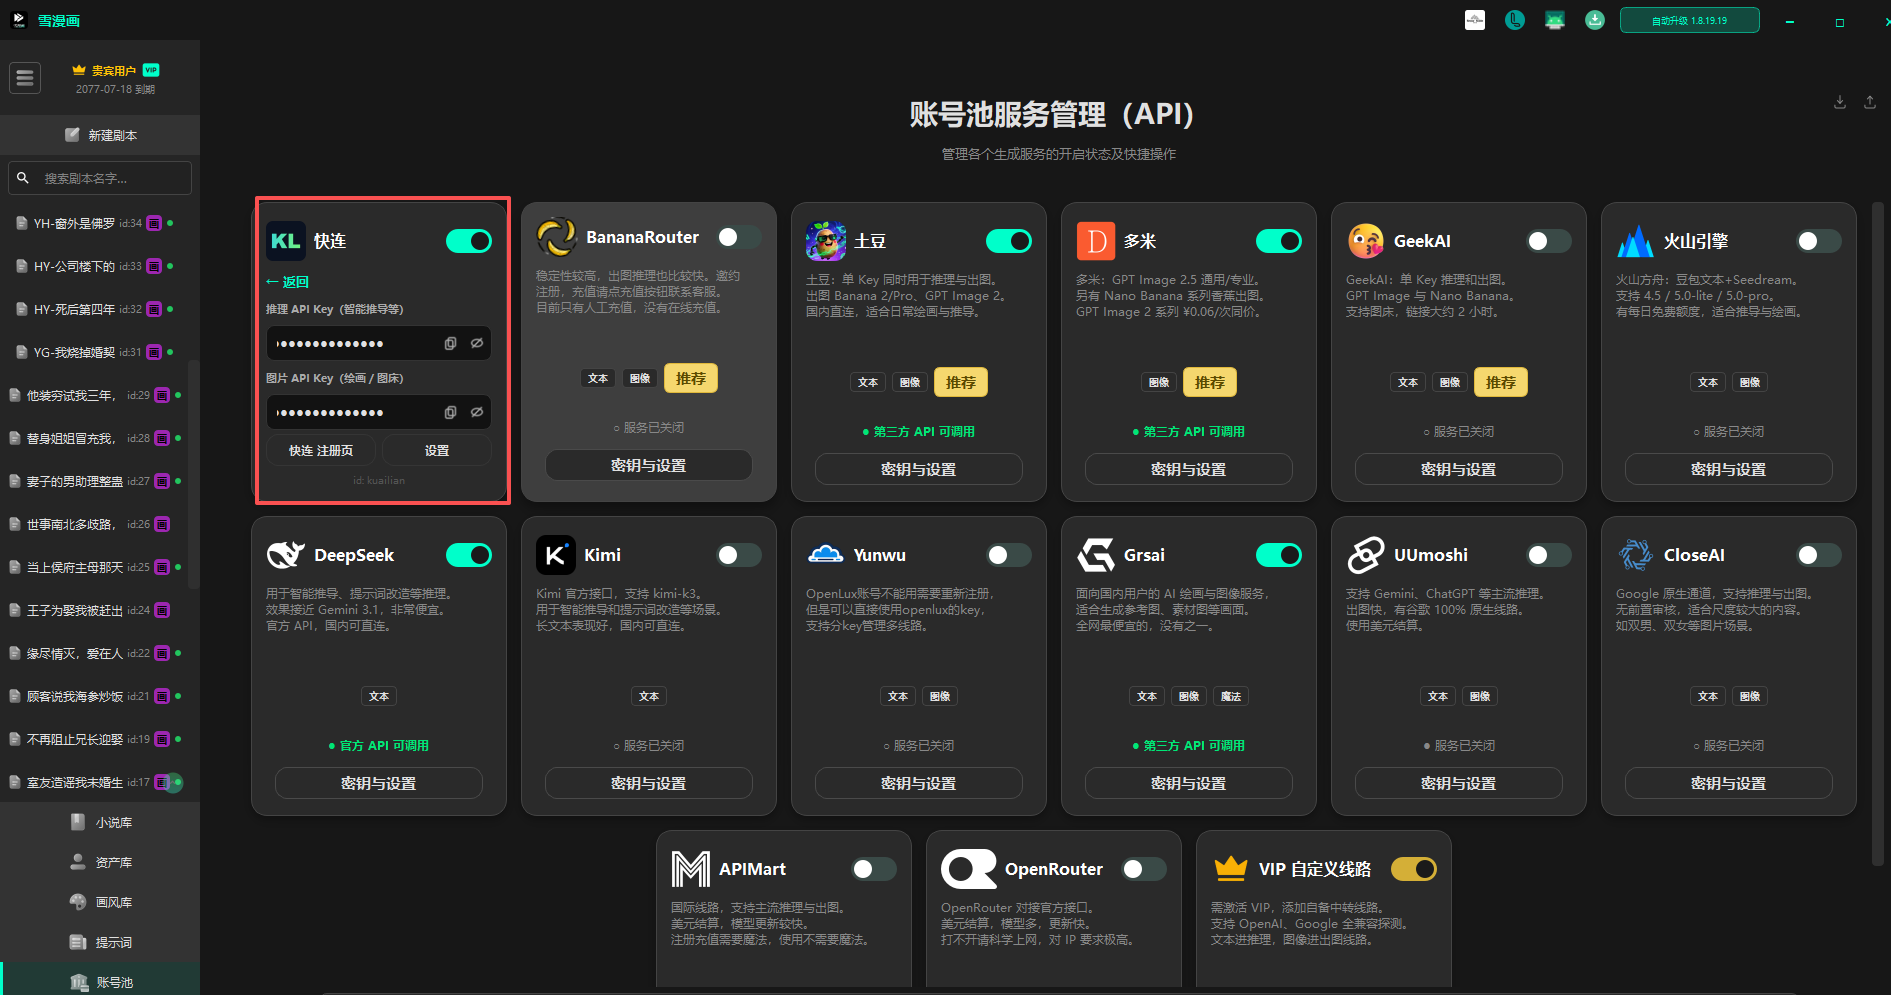 雪漫画
自动升级 1.8.19.19
贵宾用户 VIP
2077-07-18 到期
新建剧本
搜索剧本名字...
YH-窗外是佛罗 id:34 画
HY-公司楼下的 id:33 画
HY-死后第四年 id:32 画
YG-我烧掉婚契 id:31 画
他装穷试我三年， id:29 画
替身姐姐冒充我， id:28 画
妻子的男助理整蛊 id:27 画
世事南北多歧路， id:26 画
当上侯府主母那天 id:25 画
王子为娶我被赶出 id:24 画
缘尽情灭，爱在人 id:22 画
顾客说我海参炒饭 id:21 画
不再阻止兄长迎娶 id:19 画
室友造谣我未婚生 id:17 画
小说库
资产库
画风库
提示词
账号池
账号池服务管理（API）
管理各个生成服务的开启状态及快捷操作
KL 快连
← 返回
推理 API Key（智能推导等）
图片 API Key（绘画 / 图床）
快连 注册页 设置
id: kuailian
BananaRouter
稳定性较高，出图推理也比较快。邀约
注册，充值请点充值按钮联系客服。
目前只有人工充值，没有在线充值。
文本 图像 推荐
○ 服务已关闭
密钥与设置
土豆
土豆：单 Key 同时用于推理与出图。
出图 Banana 2/Pro、GPT Image 2。
国内直连，适合日常绘画与推导。
文本 图像 推荐
● 第三方 API 可调用
密钥与设置
D 多米
多米：GPT Image 2.5 通用/专业。
另有 Nano Banana 系列香蕉出图。
GPT Image 2 系列 ¥0.06/次同价。
图像 推荐
● 第三方 API 可调用
密钥与设置
GeekAI
GeekAI：单 Key 推理和出图。
GPT Image 与 Nano Banana。
支持图床，链接大约 2 小时。
文本 图像 推荐
○ 服务已关闭
密钥与设置
火山引擎
火山方舟：豆包文本+Seedream。
支持 4.5 / 5.0-lite / 5.0-pro。
有每日免费额度，适合推导与绘画。
文本 图像
○ 服务已关闭
密钥与设置
DeepSeek
用于智能推导、提示词改造等推理。
效果接近 Gemini 3.1，非常便宜。
官方 API，国内可直连。
文本
● 官方 API 可调用
密钥与设置
K Kimi
Kimi 官方接口，支持 kimi-k3。
用于智能推导和提示词改造等场景。
长文本表现好，国内可直连。
文本
○ 服务已关闭
密钥与设置
Yunwu
OpenLux账号不能用需要重新注册，
但是可以直接使用openlux的key，
支持分key管理多线路。
文本 图像
○ 服务已关闭
密钥与设置
Grsai
面向国内用户的 AI 绘画与图像服务，
适合生成参考图、素材图等画面。
全网最便宜的，没有之一。
文本 图像 魔法
● 第三方 API 可调用
密钥与设置
UUmoshi
支持 Gemini、ChatGPT 等主流推理。
出图快，有谷歌 100% 原生线路。
使用美元结算。
文本 图像
● 服务已关闭
密钥与设置
CloseAI
Google 原生通道，支持推理与出图。
无前置审核，适合尺度较大的内容。
如双男、双女等图片场景。
文本 图像
○ 服务已关闭
密钥与设置
APIMart
国际线路，支持主流推理与出图。
美元结算，模型更新较快。
注册充值需要魔法，使用不需要魔法。
OpenRouter
OpenRouter 对接官方接口。
美元结算，模型多，更新快。
打不开请科学上网，对 IP 要求极高。
VIP 自定义线路
需激活 VIP，添加自备中转线路。
支持 OpenAI、Google 全兼容探测。
文本进推理，图像进出图线路。